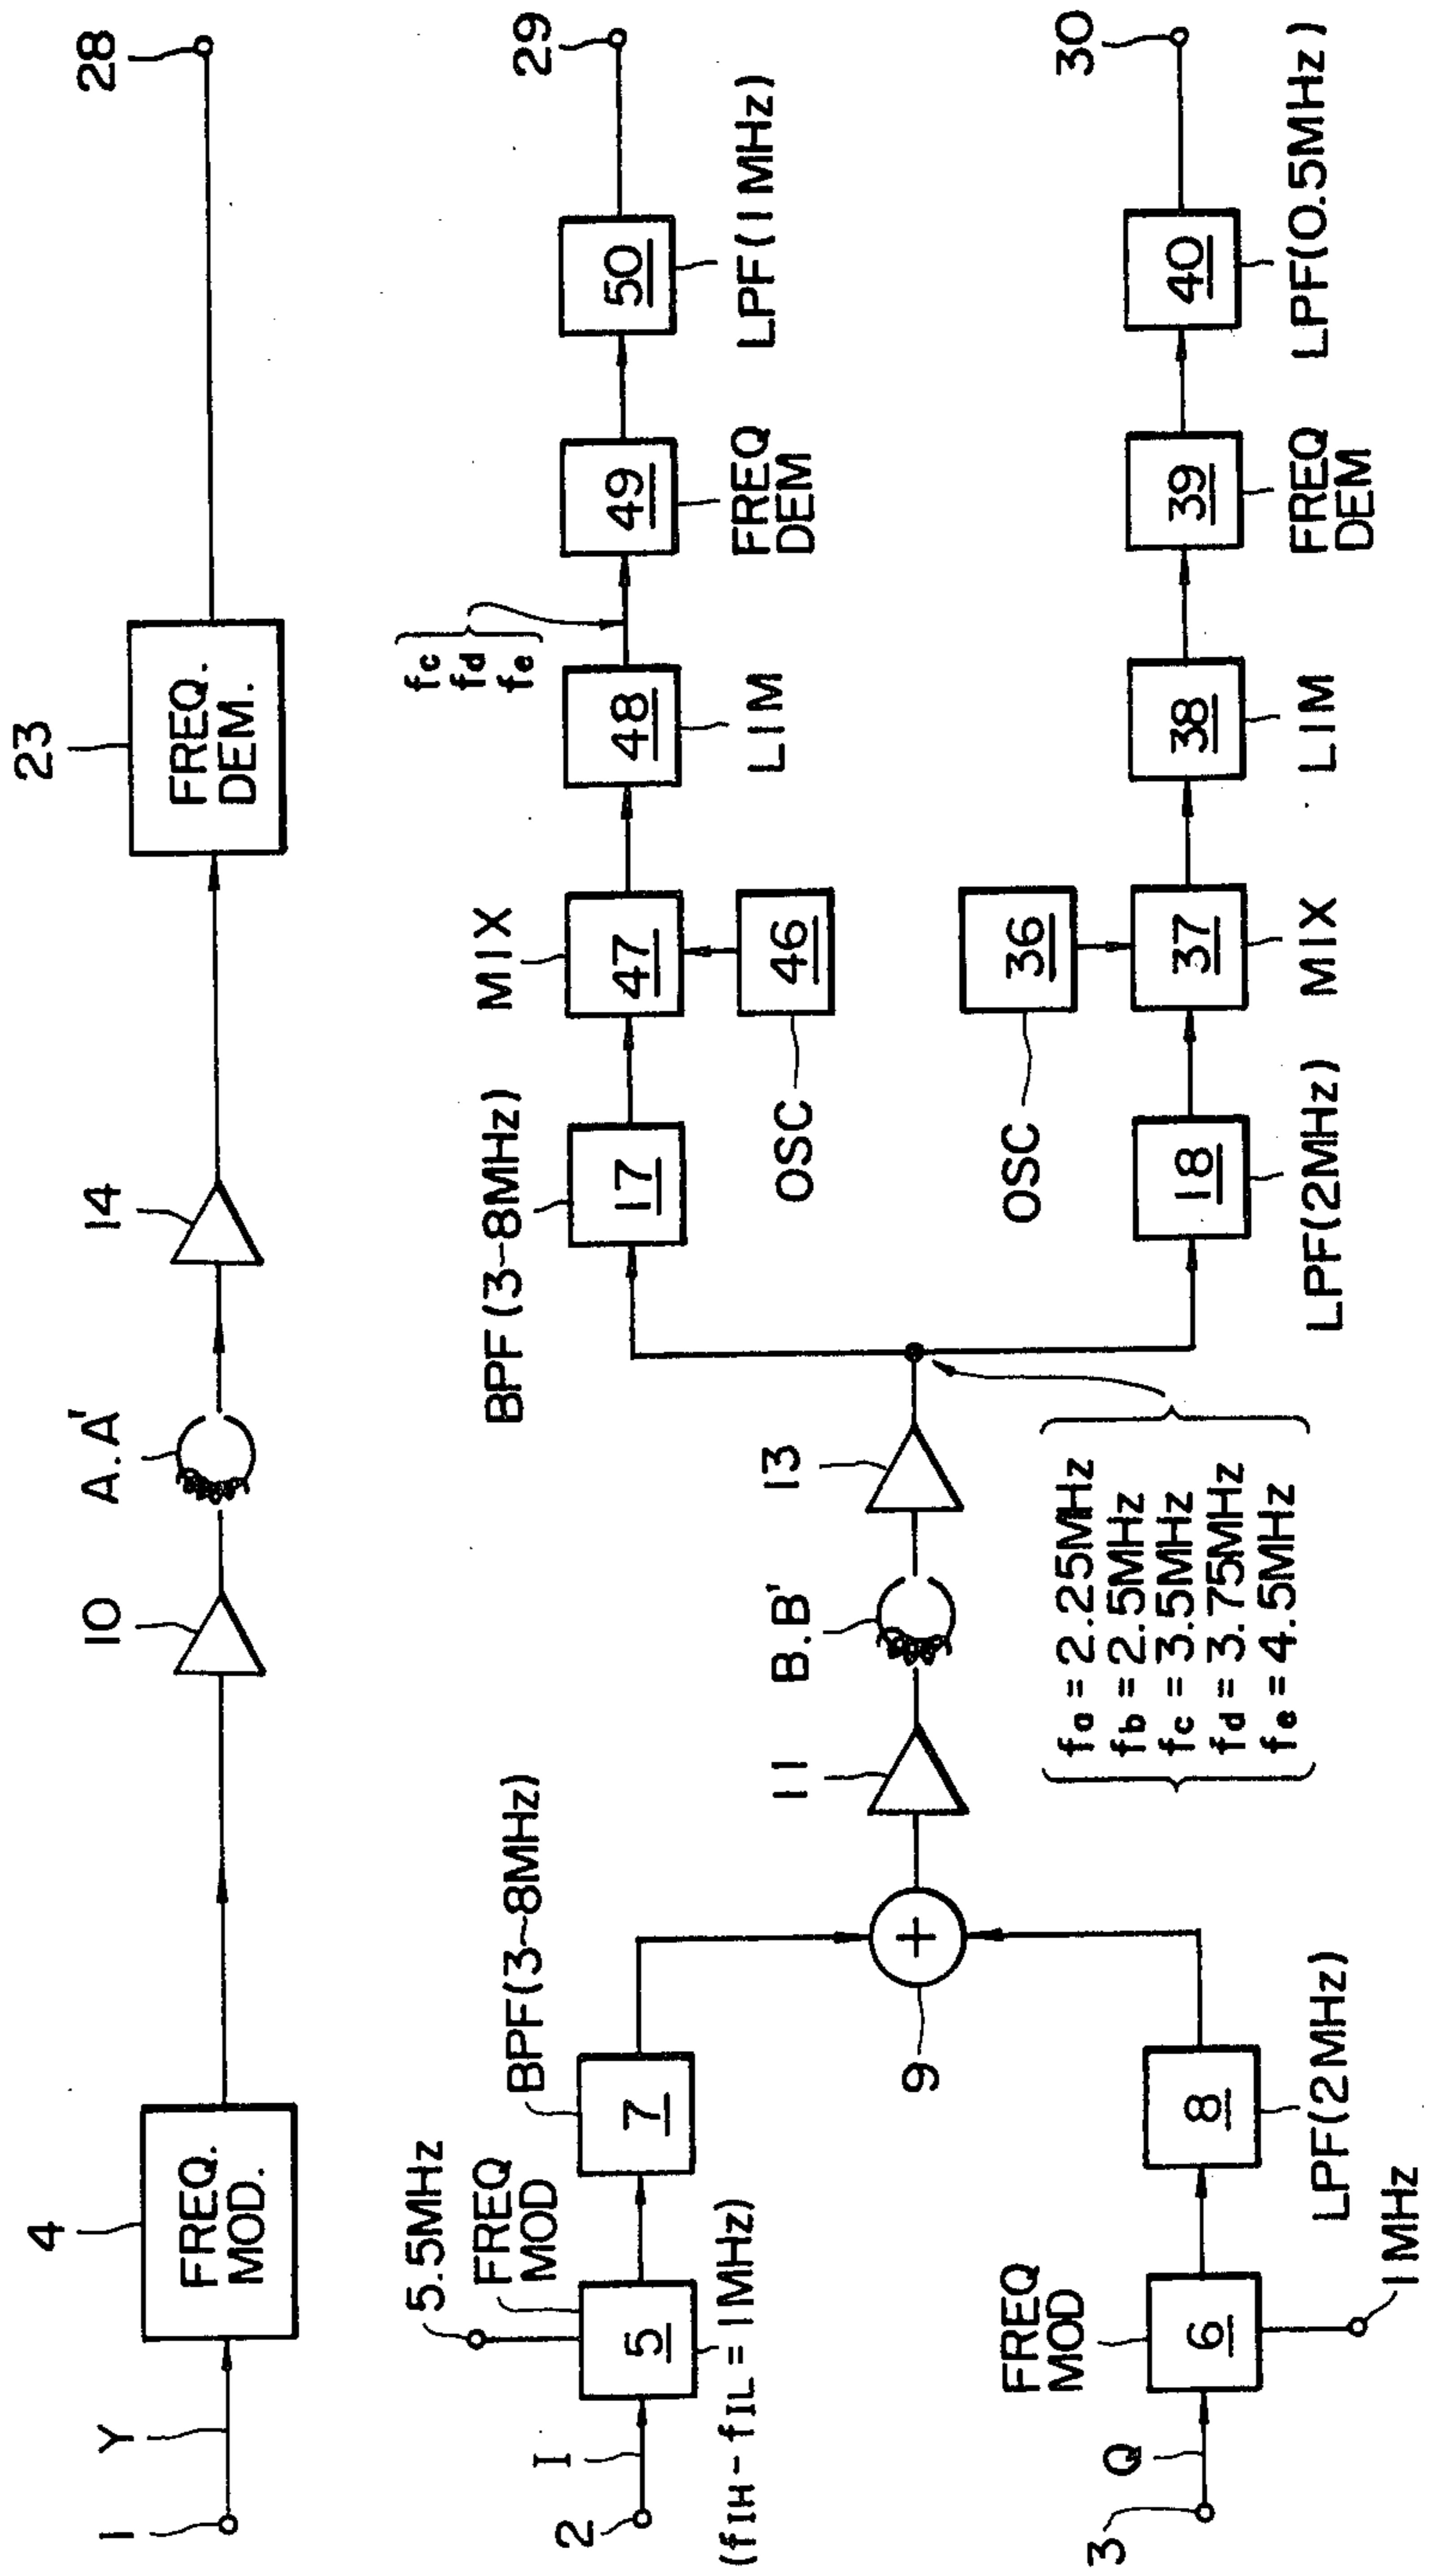 1
Y
4
FREQ.
MOD.
10
A.A'
14
23
FREQ.
DEM.
28
2
I
5.5MHz
FREQ
MOD
5
(fIH - fIL = 1MHz)
BPF(3~8MHz)
7
9
+
11
B.B'
13
BPF(3~8MHz)
17
MIX
47
46
OSC
48
LIM
fc
fd
fe
49
FREQ
DEM
50
LPF(1MHz)
29
3
Q
FREQ
MOD
6
1MHz
8
LPF(2MHz)
fa = 2.25MHz
fb = 2.5MHz
fc = 3.5MHz
fd = 3.75MHz
fe = 4.5MHz
18
LPF(2MHz)
OSC
36
37
MIX
38
LIM
39
FREQ
DEM
40
LPF(0.5MHz)
30